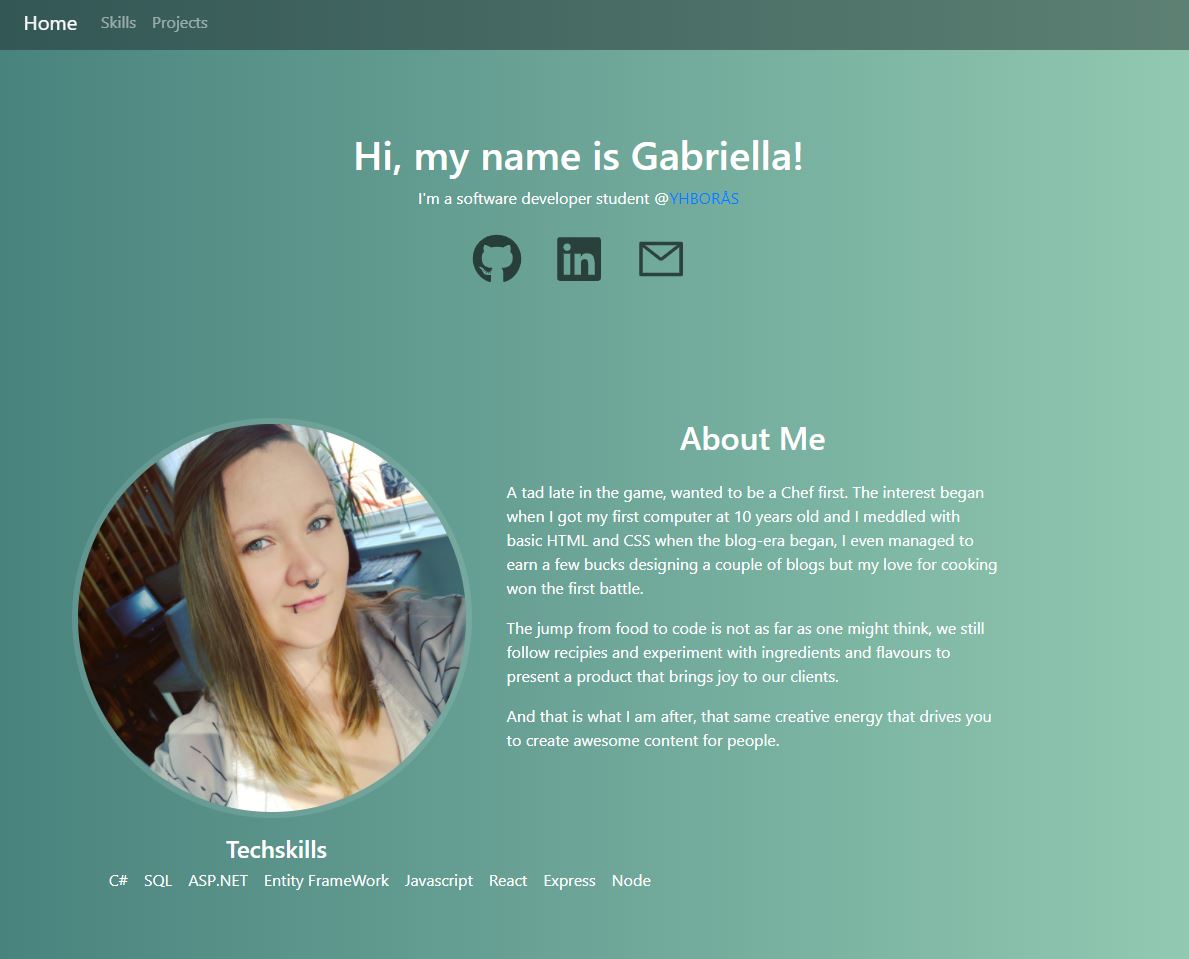 Home Skills Projects
Hi, my name is Gabriella!
I'm a software developer student @YHBORÅS
in
About Me
A tad late in the game, wanted to be a Chef first. The interest began
when I got my first computer at 10 years old and I meddled with
basic HTML and CSS when the blog-era began, I even managed to
earn a few bucks designing a couple of blogs but my love for cooking
won the first battle.
The jump from food to code is not as far as one might think, we still
follow recipies and experiment with ingredients and flavours to
present a product that brings joy to our clients.
And that is what I am after, that same creative energy that drives you
to create awesome content for people.
Techskills
C# SQL ASP.NET Entity FrameWork Javascript React Express Node